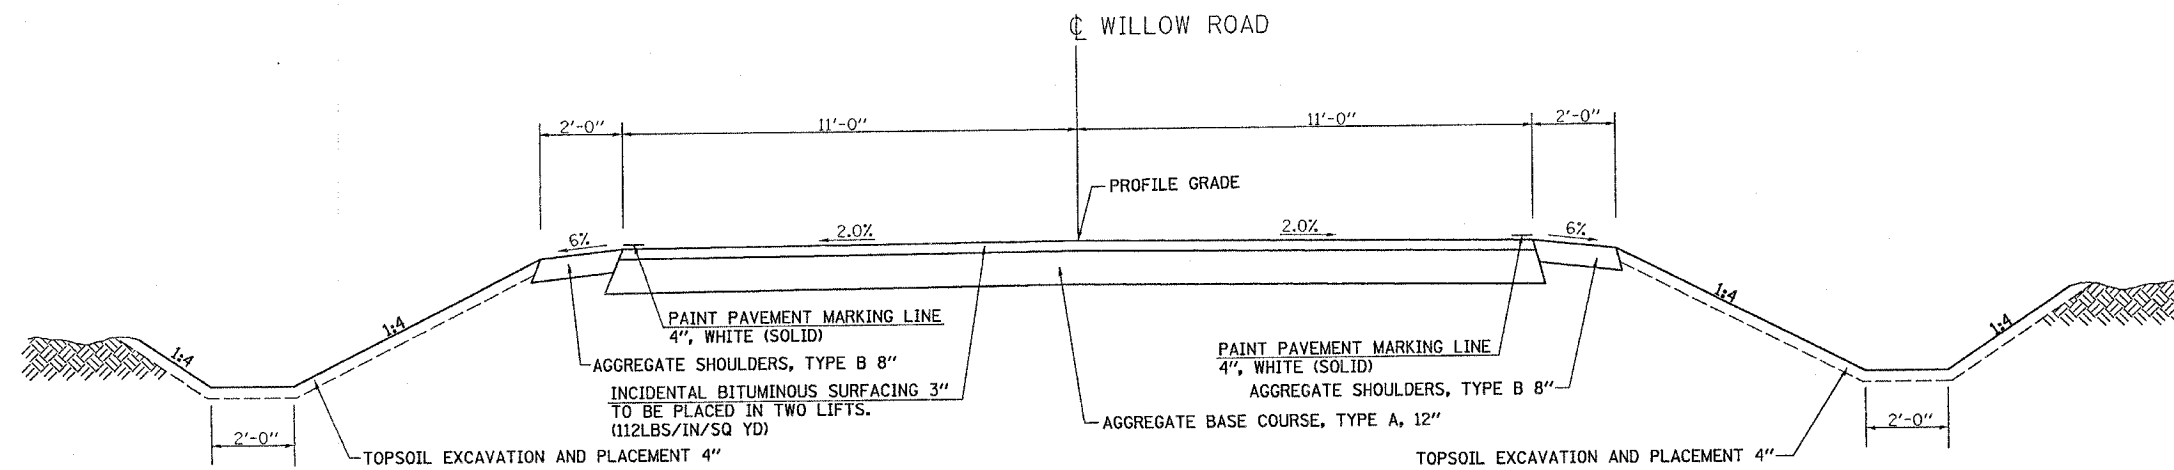 ℄ WILLOW ROAD
2'-0" 11'-0" 11'-0" 2'-0"
PROFILE GRADE
6% 2.0% 2.0% 6%
1:4 1:4 1:4 1:4
PAINT PAVEMENT MARKING LINE
4", WHITE (SOLID)
AGGREGATE SHOULDERS, TYPE B 8"
INCIDENTAL BITUMINOUS SURFACING 3"
TO BE PLACED IN TWO LIFTS.
(112LBS/IN/SQ YD)
PAINT PAVEMENT MARKING LINE
4", WHITE (SOLID)
AGGREGATE SHOULDERS, TYPE B 8"
AGGREGATE BASE COURSE, TYPE A, 12"
2'-0" 2'-0"
TOPSOIL EXCAVATION AND PLACEMENT 4"
TOPSOIL EXCAVATION AND PLACEMENT 4"